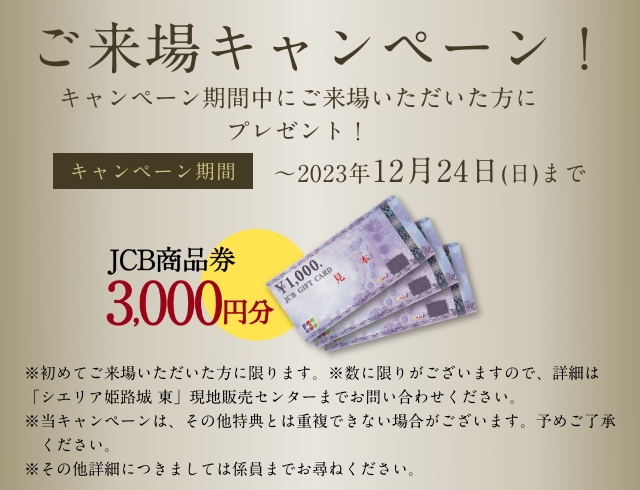 ご来場キャンペーン！
キャンペーン期間中にご来場いただいた方に
プレゼント！
キャンペーン期間 ～2023年12月24日(日)まで
JCB商品券
3,000円分
¥1,000.
JCB GIFT CARD
見本
JCB
※初めてご来場いただいた方に限ります。※数に限りがございますので、詳細は
「シエリア姫路城 東」現地販売センターまでお問い合わせください。
※当キャンペーンは、その他特典とは重複できない場合がございます。予めご了承
ください。
※その他詳細につきましては係員までお尋ねください。